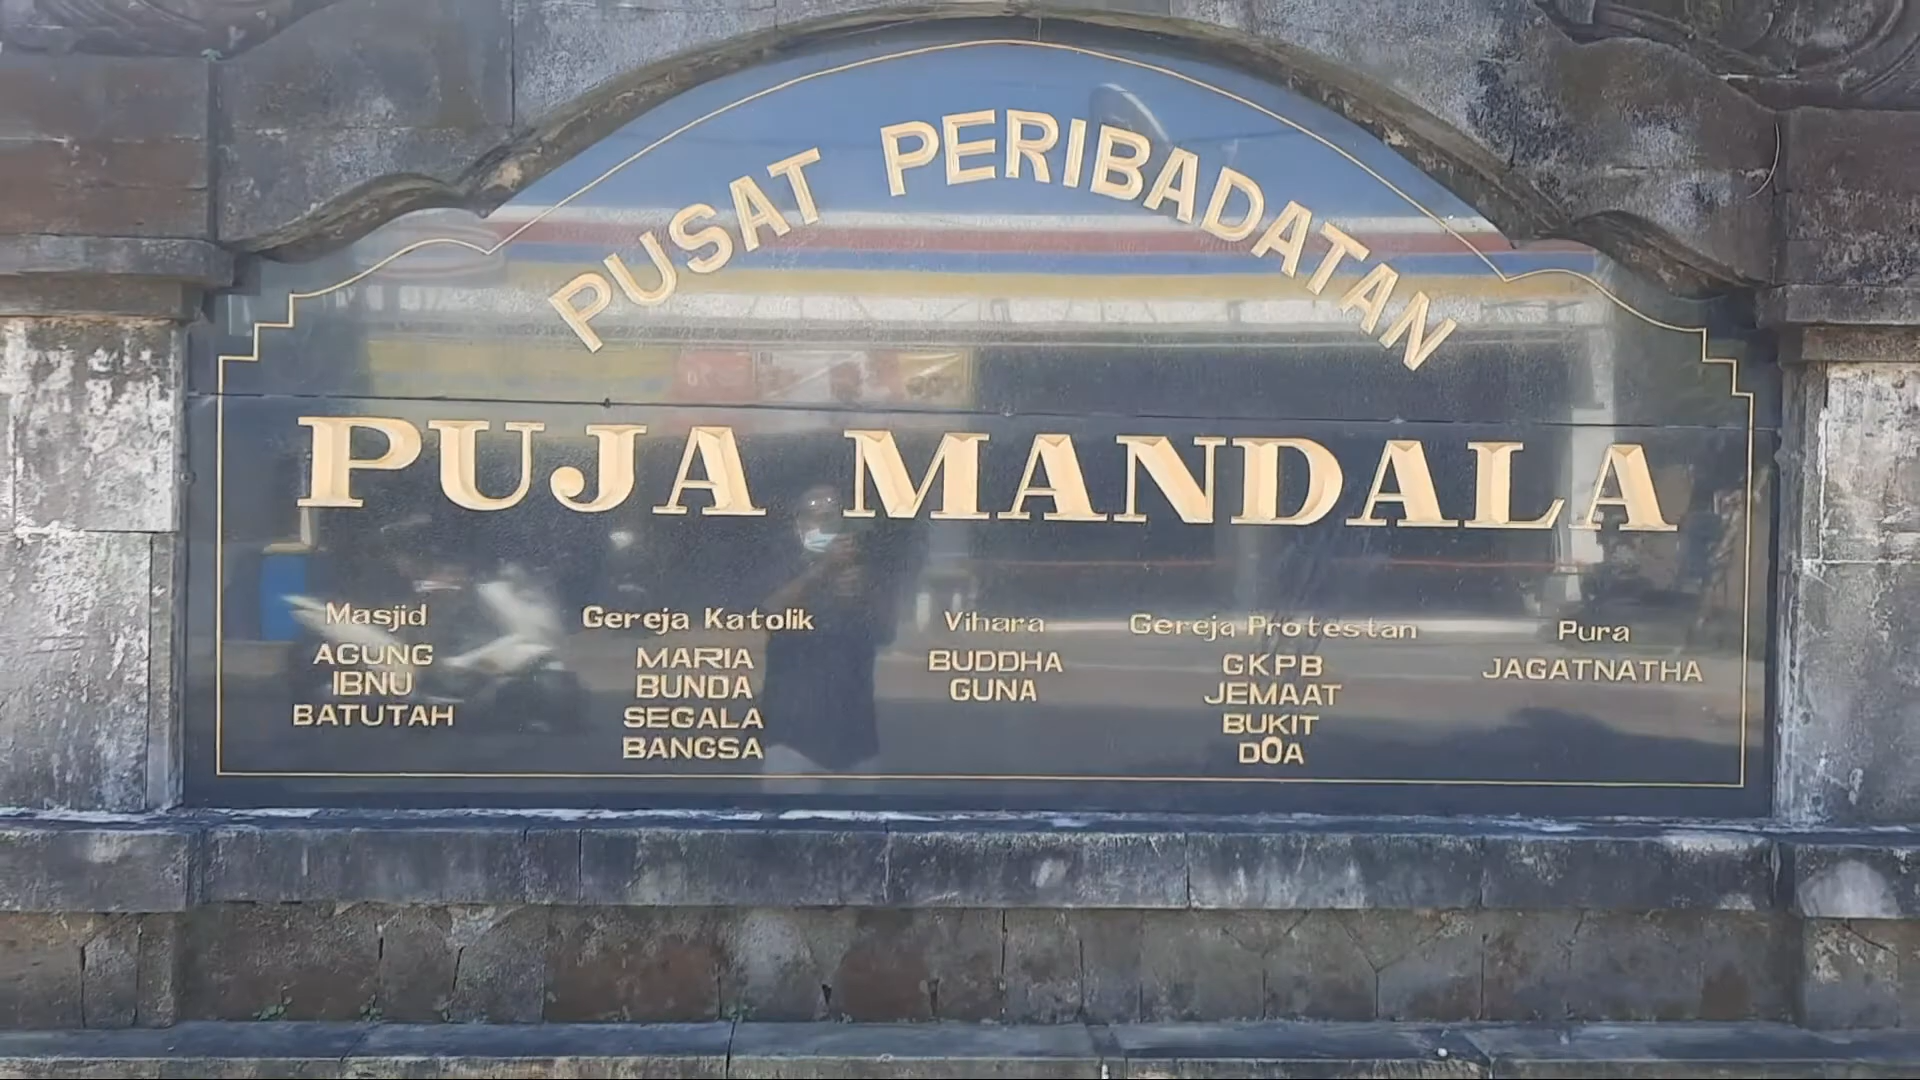 PUSAT PERIBADATAN
PUJA MANDALA
Masjid
AGUNG
IBNU
BATUTAH
Gereja Katolik
MARIA
BUNDA
SEGALA
BANGSA
Vihara
BUDDHA
GUNA
Gereja Protestan
GKPB
JEMAAT
BUKIT
DOA
Pura
JAGATNATHA